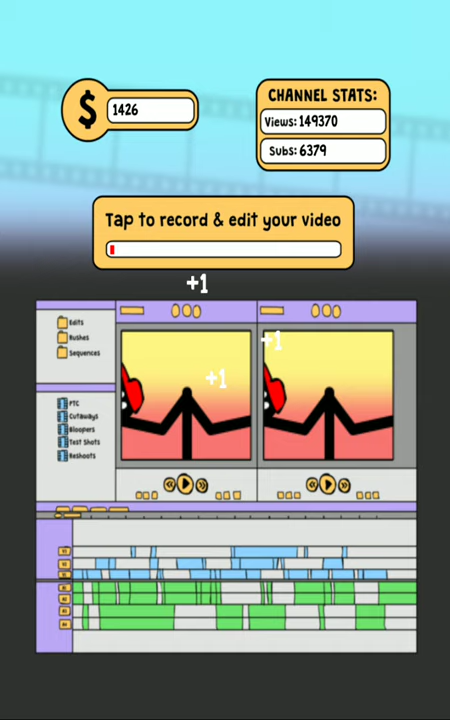 $ 1426
CHANNEL STATS:
Views: 149370
Subs: 6379
Tap to record & edit your video
+1
+1
+1
Edits
Rushes
Sequences
PTC
Cutaways
Bloopers
Test Shots
Reshoots